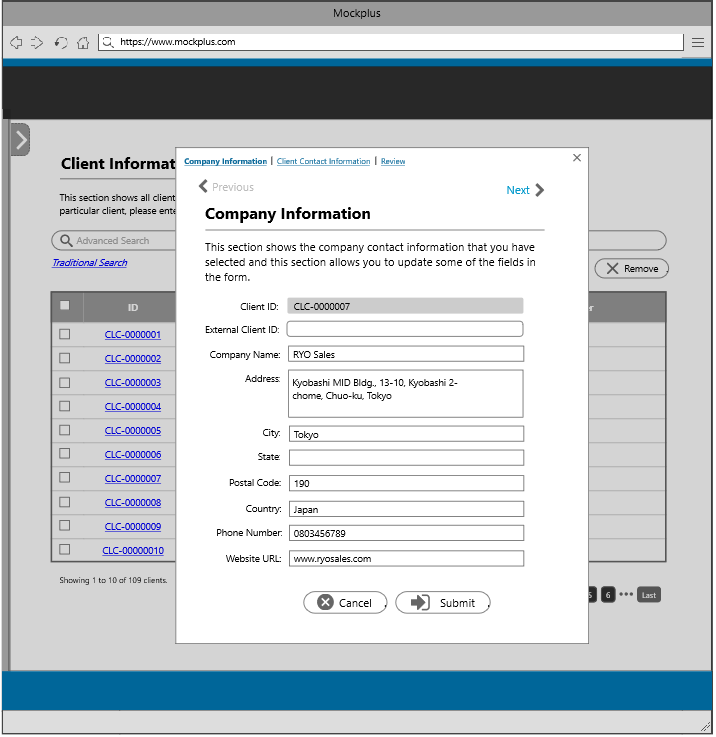 Mockplus
https://www.mockplus.com
Client Informat
This section shows all client
particular client, please ente
Advanced Search
Traditional Search
Remove
ID
r
CLC-0000001
CLC-0000002
CLC-0000003
CLC-0000004
CLC-0000005
CLC-0000006
CLC-0000007
CLC-0000008
CLC-0000009
CLC-00000010
Showing 1 to 10 of 109 clients.
5 6 ••• Last
Company Information | Client Contact Information | Review
Previous
Next
Company Information
This section shows the company contact information that you have
selected and this section allows you to update some of the fields in
the form.
Client ID: CLC-0000007
External Client ID:
Company Name: RYO Sales
Address: Kyobashi MID Bldg., 13-10, Kyobashi 2-
chome, Chuo-ku, Tokyo
City: Tokyo
State:
Postal Code: 190
Country: Japan
Phone Number: 0803456789
Website URL: www.ryosales.com
Cancel
Submit